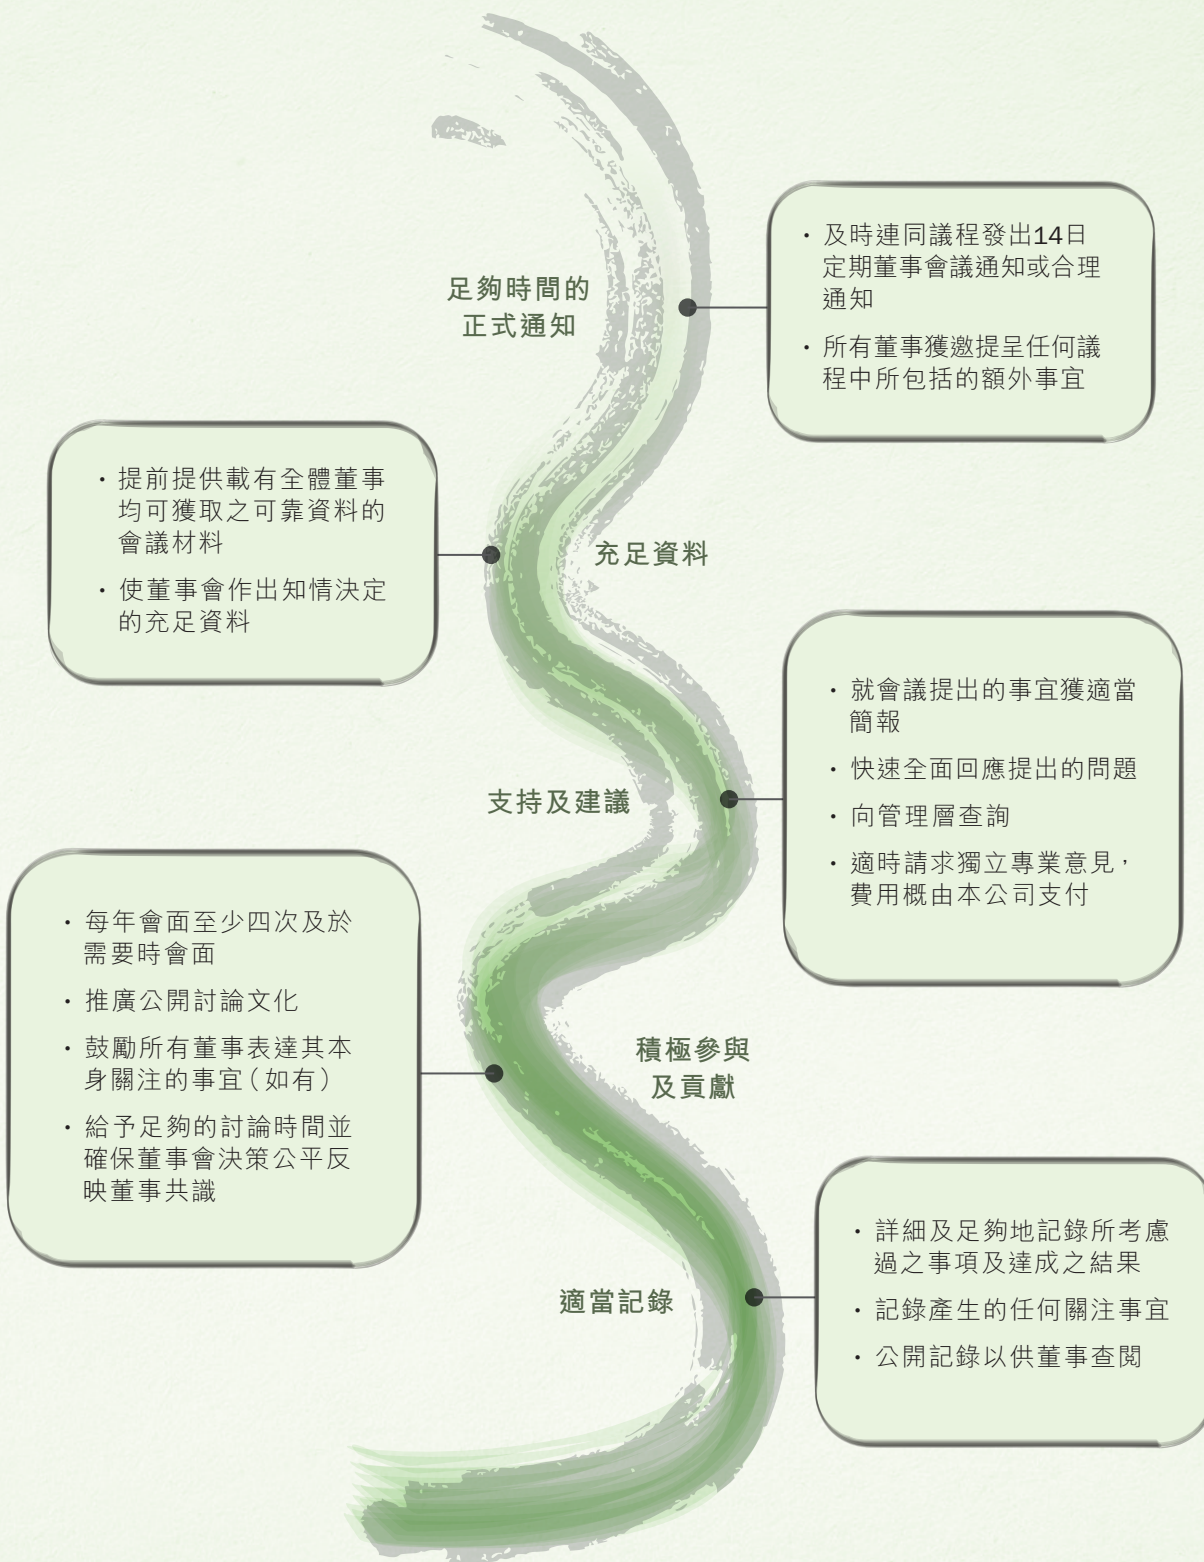 足夠時間的
正式通知
• 及時連同議程發出14日
定期董事會議通知或合理
通知
• 所有董事獲邀提呈任何議
程中所包括的額外事宜
充足資料
• 提前提供載有全體董事
均可獲取之可靠資料的
會議材料
• 使董事會作出知情決定
的充足資料
支持及建議
• 就會議提出的事宜獲適當
簡報
• 快速全面回應提出的問題
• 向管理層查詢
• 適時請求獨立專業意見，
費用概由本公司支付
積極參與
及貢獻
• 每年會面至少四次及於
需要時會面
• 推廣公開討論文化
• 鼓勵所有董事表達其本
身關注的事宜（如有）
• 給予足夠的討論時間並
確保董事會決策公平反
映董事共識
適當記錄
• 詳細及足夠地記錄所考慮
過之事項及達成之結果
• 記錄產生的任何關注事宜
• 公開記錄以供董事查閱